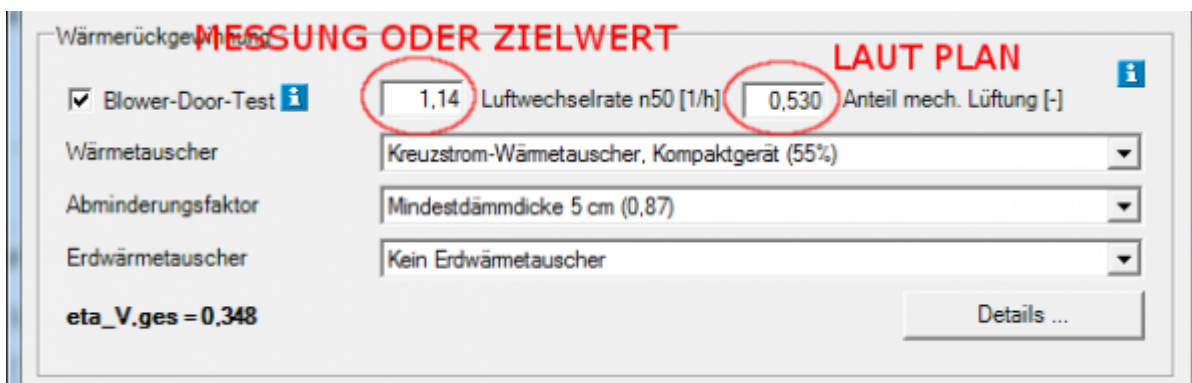 Wärmerückgewinnung
MESSUNG ODER ZIELWERT
LAUT PLAN
Blower-Door-Test
1,14 Luftwechselrate n50 [1/h] 0,530 Anteil mech. Lüftung [-]
Wärmetauscher Kreuzstrom-Wärmetauscher, Kompaktgerät (55%)
Abminderungsfaktor Mindestdämmdicke 5 cm (0,87)
Erdwärmetauscher Kein Erdwärmetauscher
eta_V.ges = 0,348 Details ...